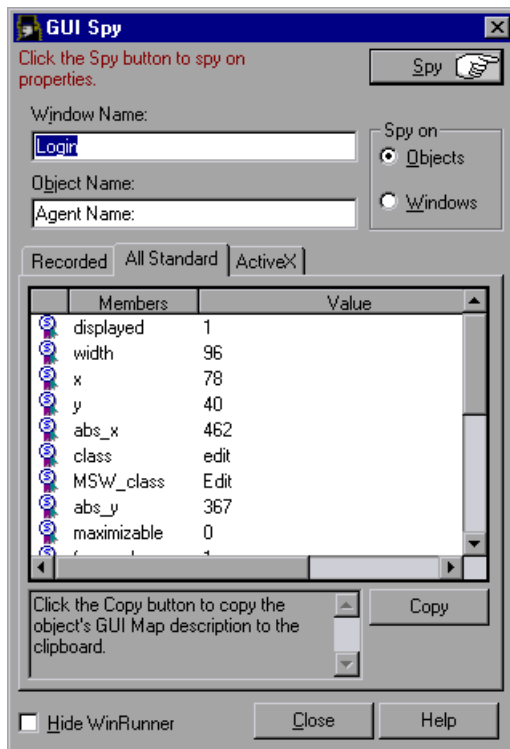 GUI Spy
Click the Spy button to spy on
properties.
Spy
Window Name:
Login
Spy on
Objects
Windows
Object Name:
Agent Name:
Recorded All Standard ActiveX
Members Value
displayed 1
width 96
x 78
y 40
abs_x 462
class edit
MSW_class Edit
abs_y 367
maximizable 0
Click the Copy button to copy the
object's GUI Map description to the
clipboard.
Copy
Hide WinRunner
Close
Help